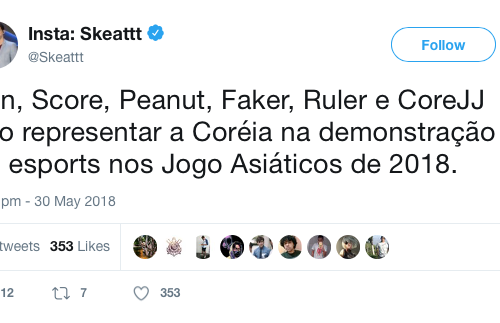 Insta: Skeattt
Follow
@Skeattt
n, Score, Peanut, Faker, Ruler e CoreJJ
o representar a Coréia na demonstração
esports nos Jogo Asiáticos de 2018.
pm - 30 May 2018
tweets 353 Likes
12 7 353